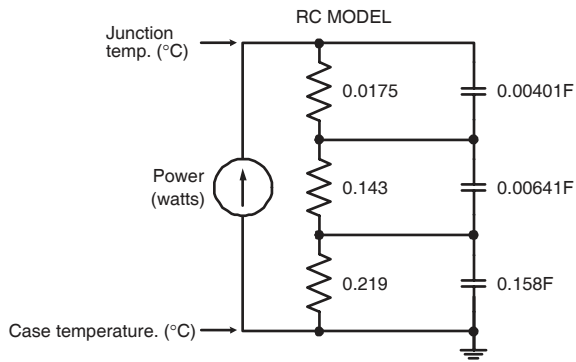 RC MODEL
Junction
temp. (°C)
0.0175
0.00401F
Power
(watts)
0.143
0.00641F
0.219
0.158F
Case temperature. (°C)